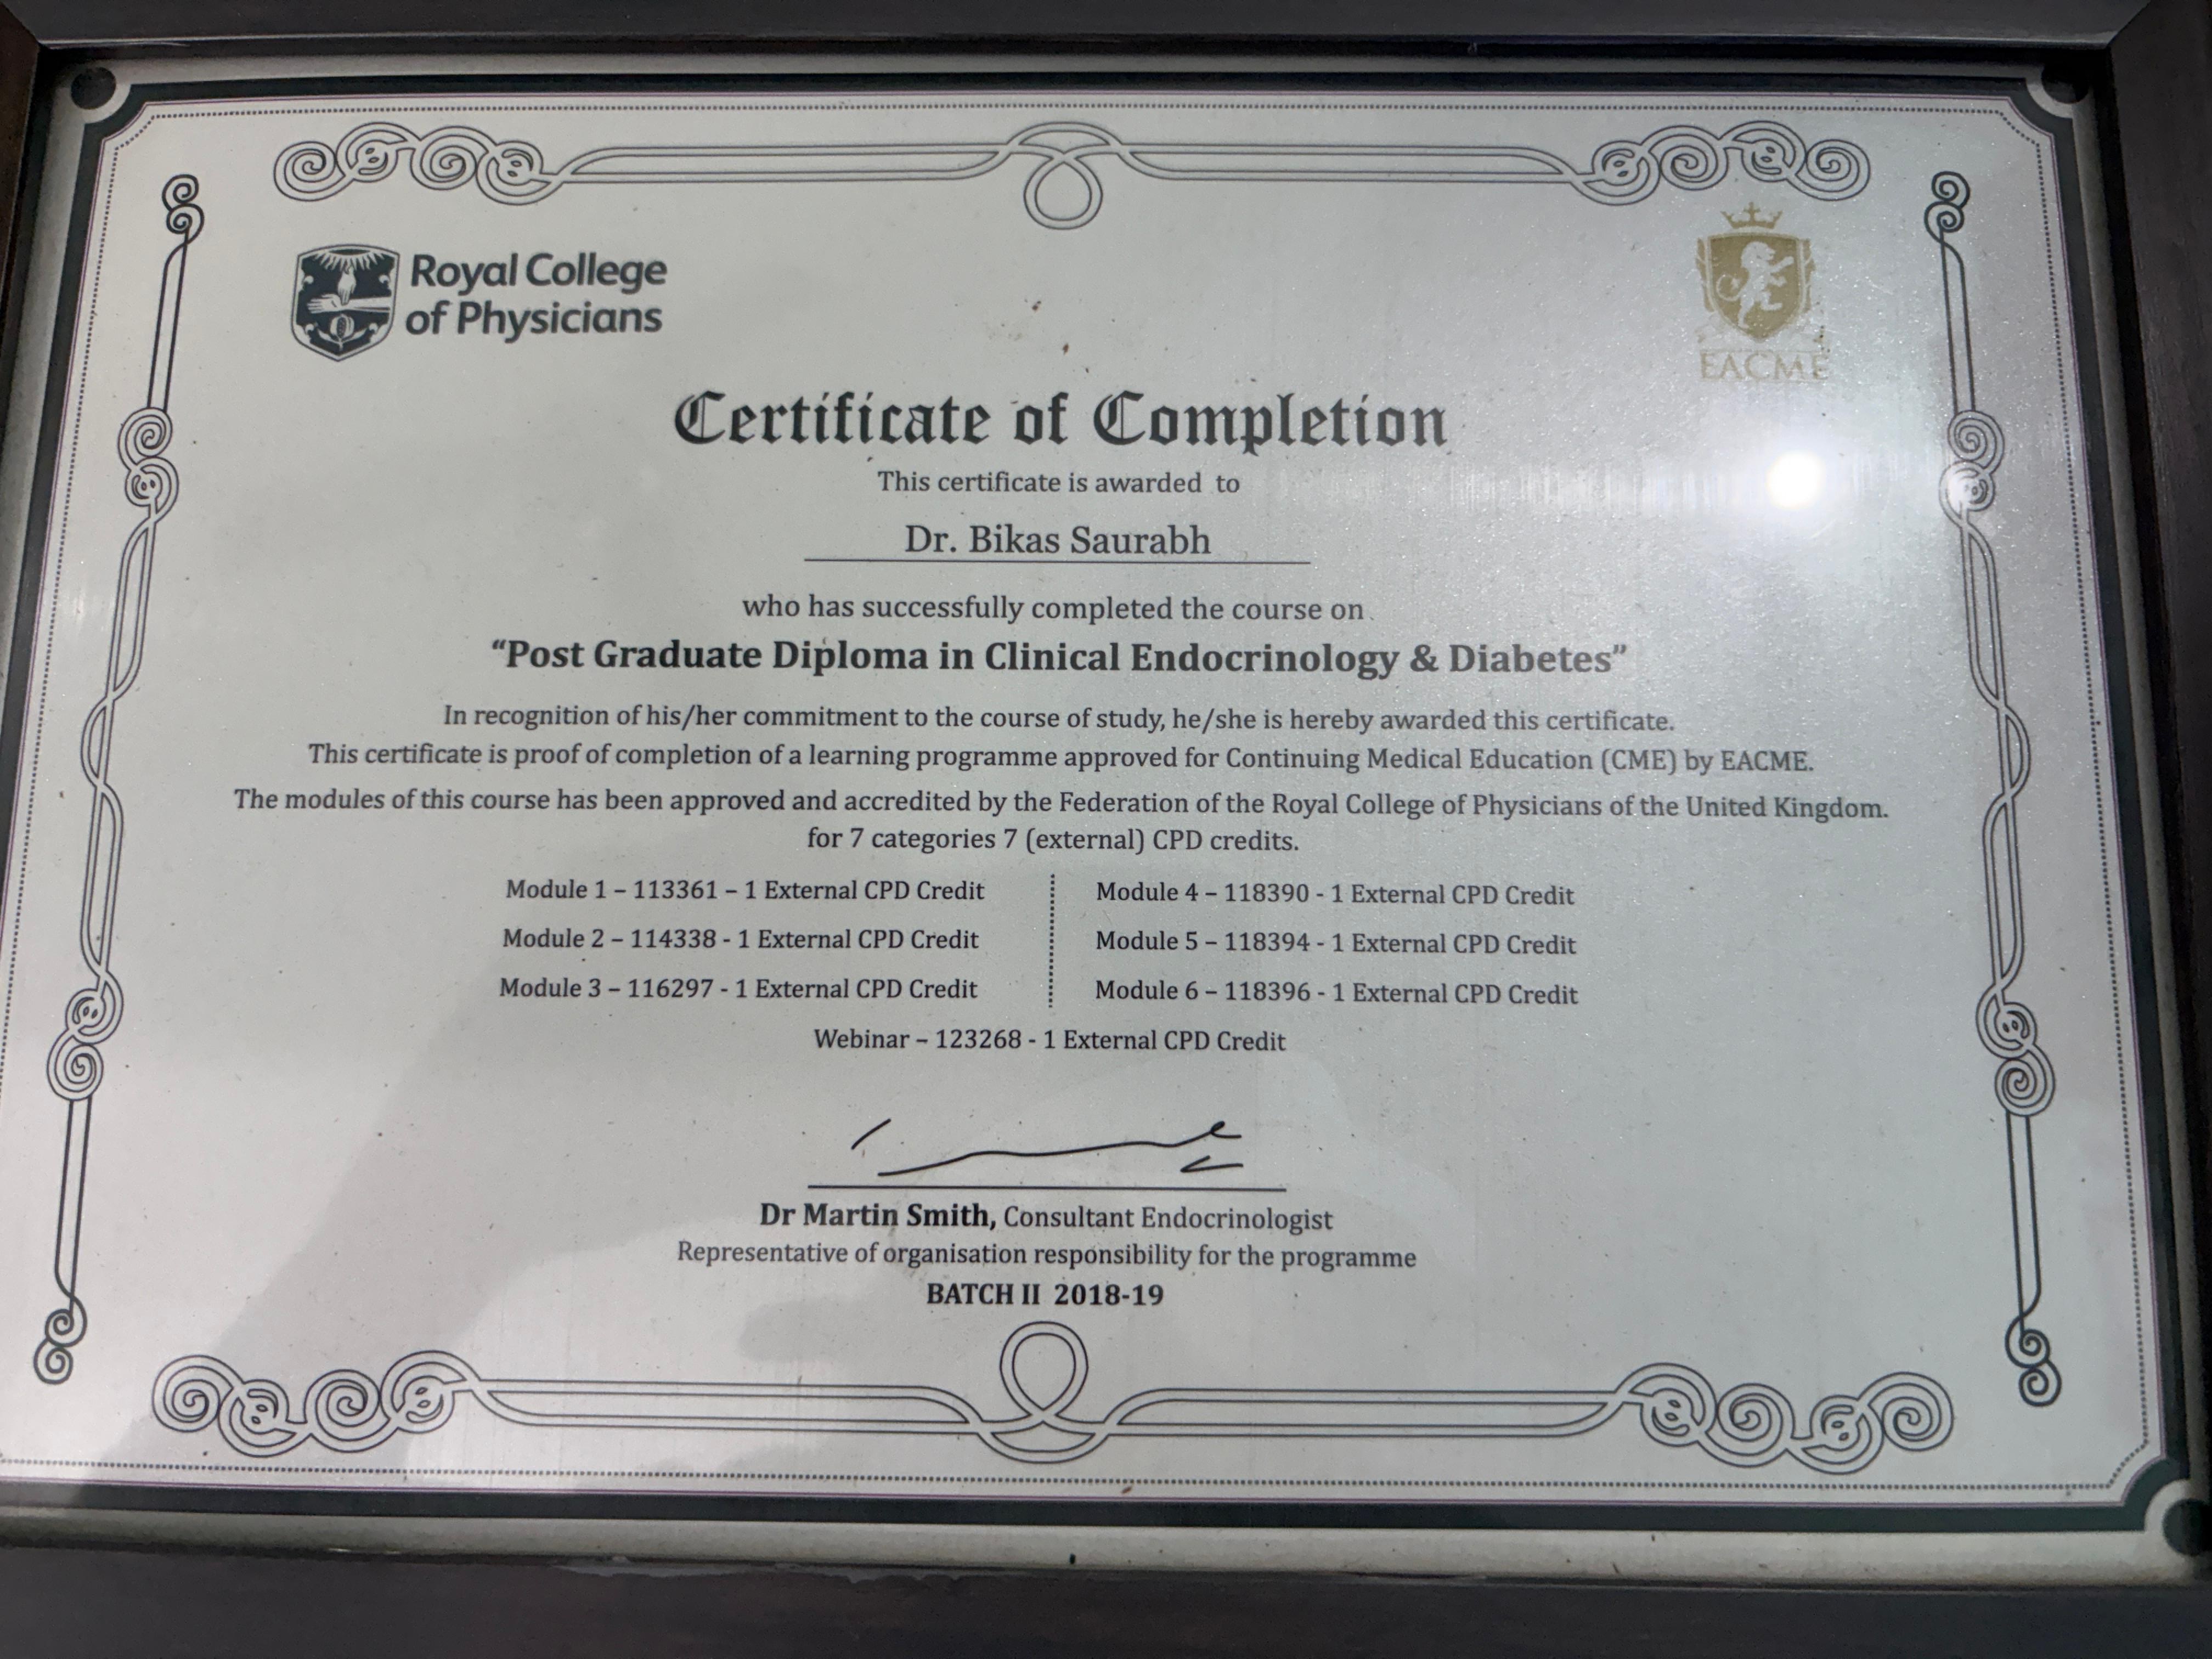 Royal College
of Physicians
EACME
Certificate of Completion
This certificate is awarded to
Dr. Bikas Saurabh
who has successfully completed the course on
“Post Graduate Diploma in Clinical Endocrinology & Diabetes”
In recognition of his/her commitment to the course of study, he/she is hereby awarded this certificate.
This certificate is proof of completion of a learning programme approved for Continuing Medical Education (CME) by EACME.
The modules of this course has been approved and accredited by the Federation of the Royal College of Physicians of the United Kingdom.
for 7 categories 7 (external) CPD credits.
Module 1 – 113361 – 1 External CPD Credit
Module 2 – 114338 - 1 External CPD Credit
Module 3 – 116297 - 1 External CPD Credit
Module 4 – 118390 - 1 External CPD Credit
Module 5 – 118394 - 1 External CPD Credit
Module 6 – 118396 - 1 External CPD Credit
Webinar – 123268 - 1 External CPD Credit
Dr Martin Smith, Consultant Endocrinologist
Representative of organisation responsibility for the programme
BATCH II 2018-19